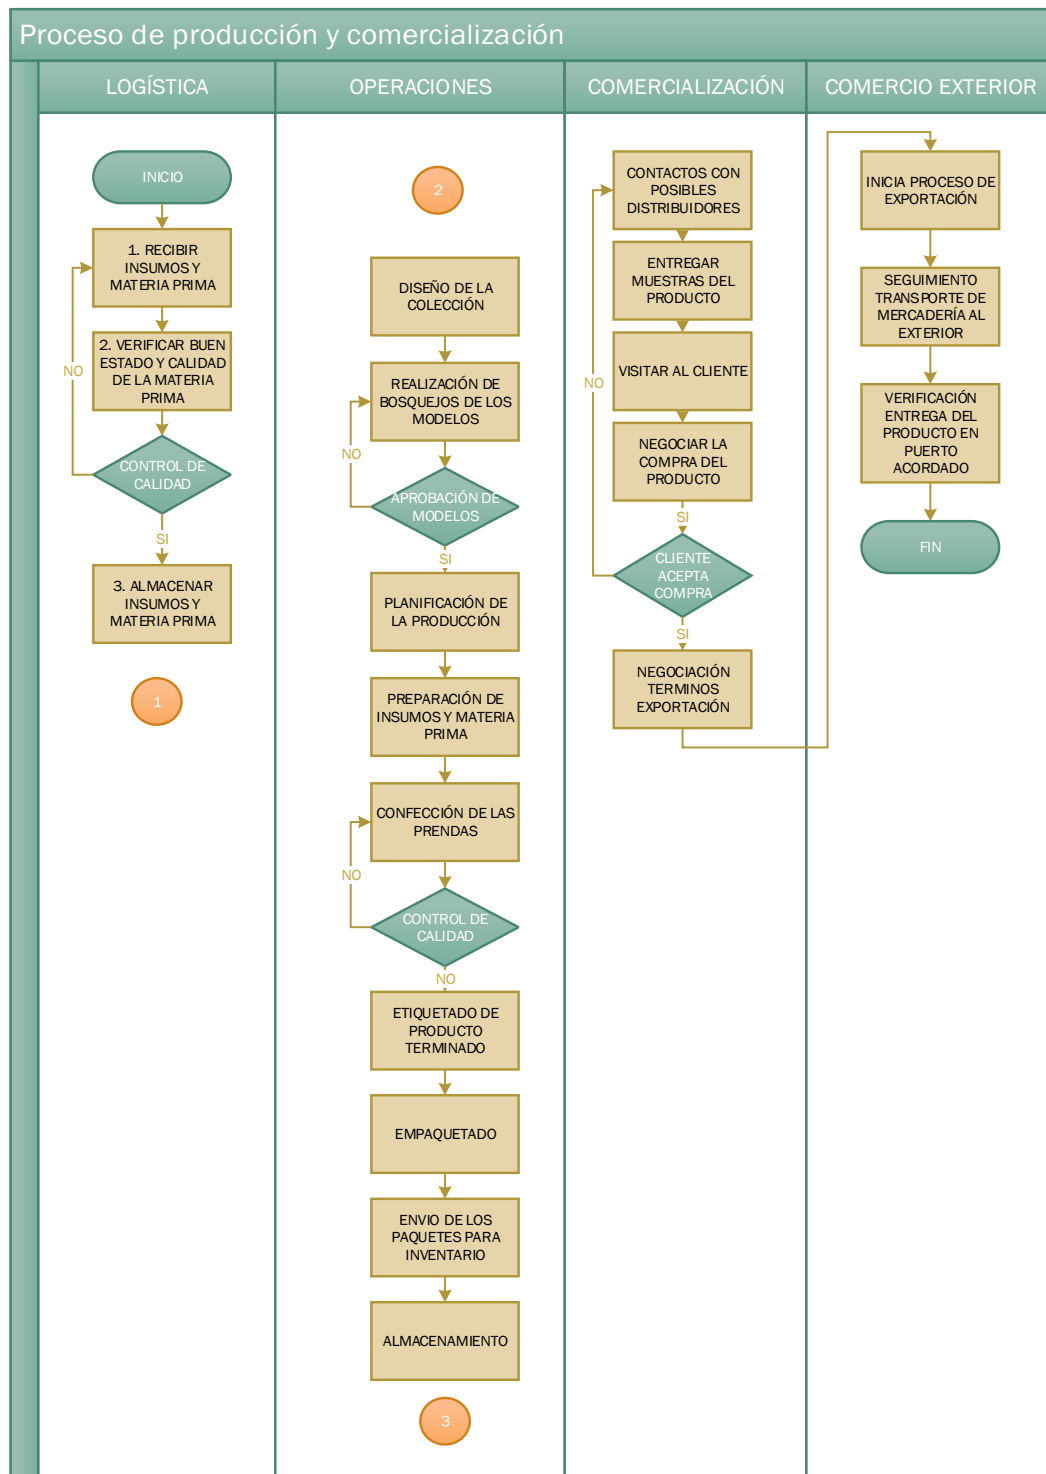 Proceso de producción y comercialización
LOGÍSTICA
OPERACIONES
COMERCIALIZACIÓN
COMERCIO EXTERIOR
INICIO
1. RECIBIR
INSUMOS Y
MATERIA PRIMA
2. VERIFICAR BUEN
ESTADO Y CALIDAD
DE LA MATERIA
PRIMA
NO
CONTROL DE
CALIDAD
SI
3. ALMACENAR
INSUMOS Y
MATERIA PRIMA
1
2
DISEÑO DE LA
COLECCIÓN
REALIZACIÓN DE
BOSQUEJOS DE LOS
MODELOS
NO
APROBACIÓN DE
MODELOS
SI
PLANIFICACIÓN DE
LA PRODUCCIÓN
PREPARACIÓN DE
INSUMOS Y MATERIA
PRIMA
CONFECCIÓN DE LAS
PRENDAS
NO
CONTROL DE
CALIDAD
NO
ETIQUETADO DE
PRODUCTO
TERMINADO
EMPAQUETADO
ENVIO DE LOS
PAQUETES PARA
INVENTARIO
ALMACENAMIENTO
3
CONTACTOS CON
POSIBLES
DISTRIBUIDORES
ENTREGAR
MUESTRAS DEL
PRODUCTO
VISITAR AL CLIENTE
NO
NEGOCIAR LA
COMPRA DEL
PRODUCTO
SI
CLIENTE
ACEPTA
COMPRA
SI
NEGOCIACIÓN
TERMINOS
EXPORTACIÓN
INICIA PROCESO DE
EXPORTACIÓN
SEGUIMIENTO
TRANSPORTE DE
MERCADERÍA AL
EXTERIOR
VERIFICACIÓN
ENTREGA DEL
PRODUCTO EN
PUERTO
ACORDADO
FIN